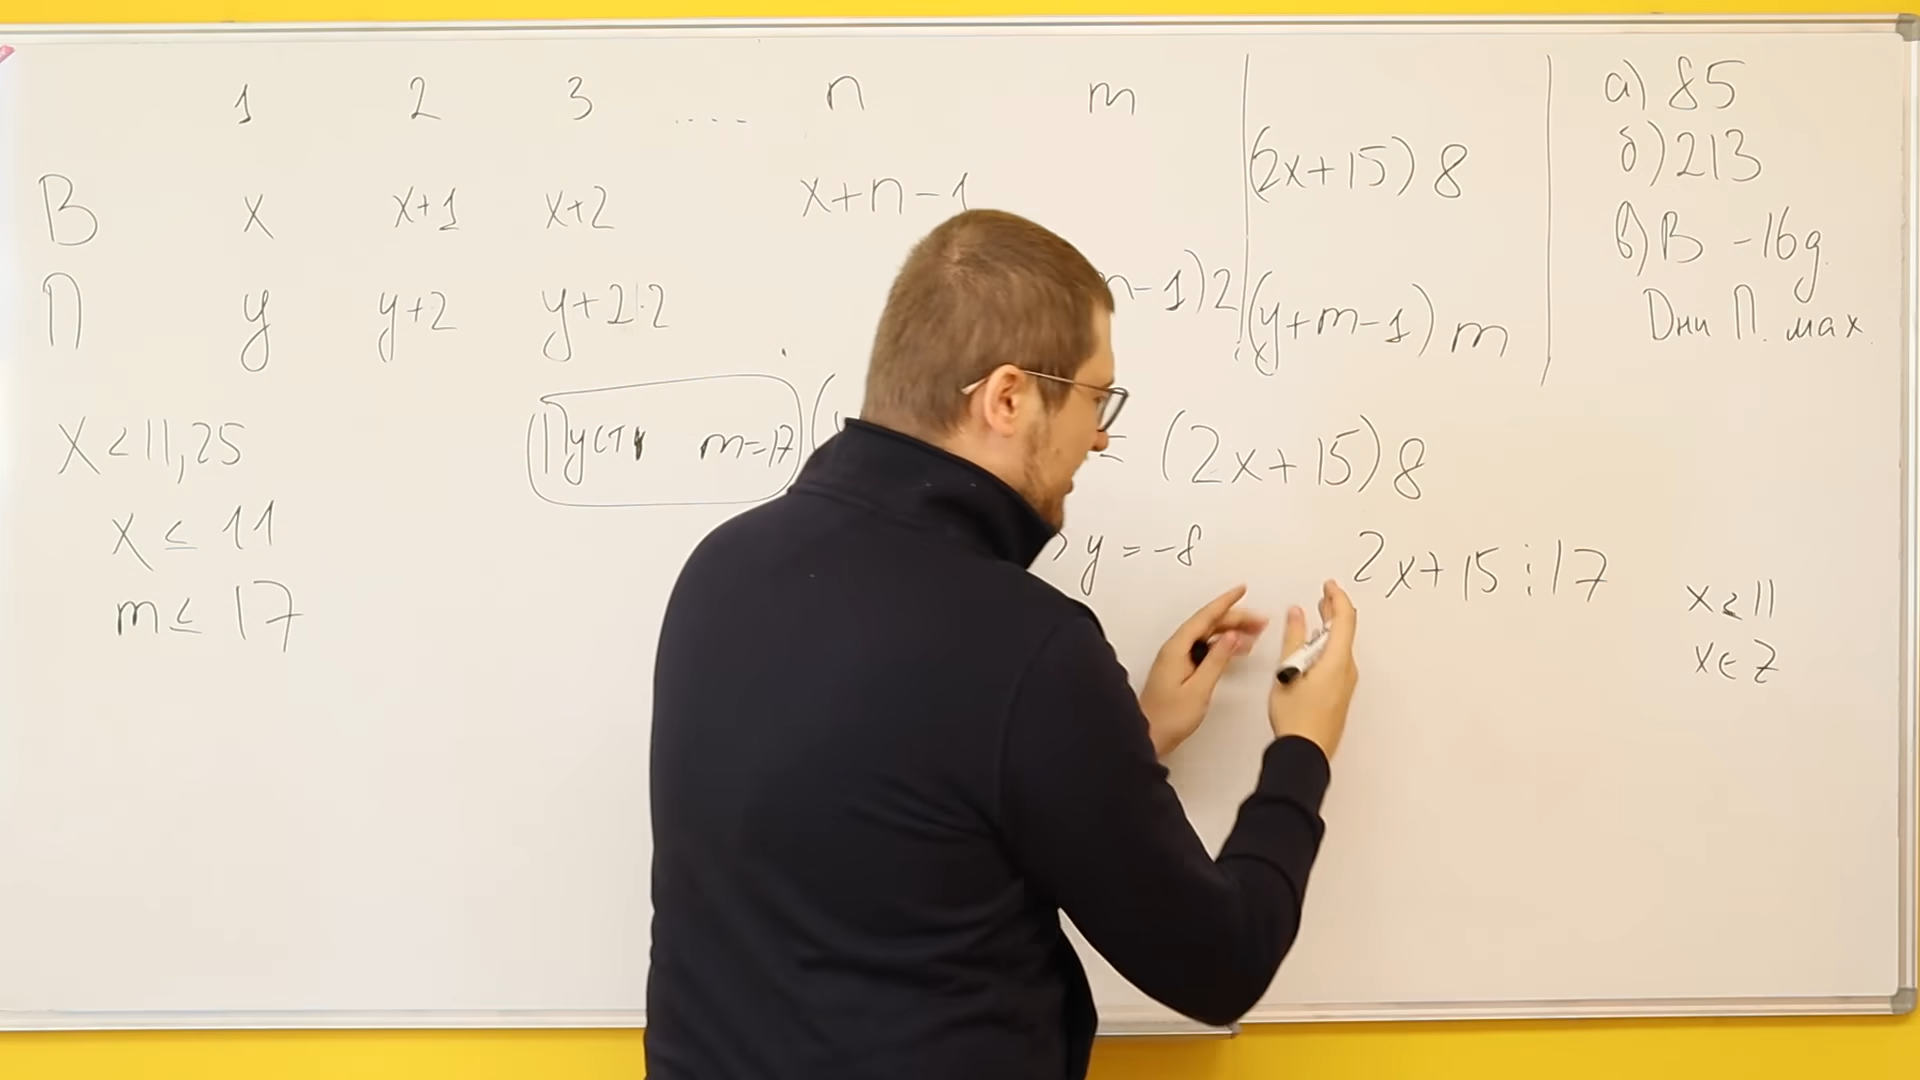 1 2 3 .... n m
В x x+1 x+2 x+n-1
П y y+2 y+2·2 n-1)2
(2x+15)8
(y+m-1)m
а) 85
б) 213
в) В -16д.
Дни П. мах.
x<11,25
x ≤ 11
m ≤ 17
Пусть m=17
= (2x+15)8
y = -8
2x+15⋮17
x≤11
x∈Z